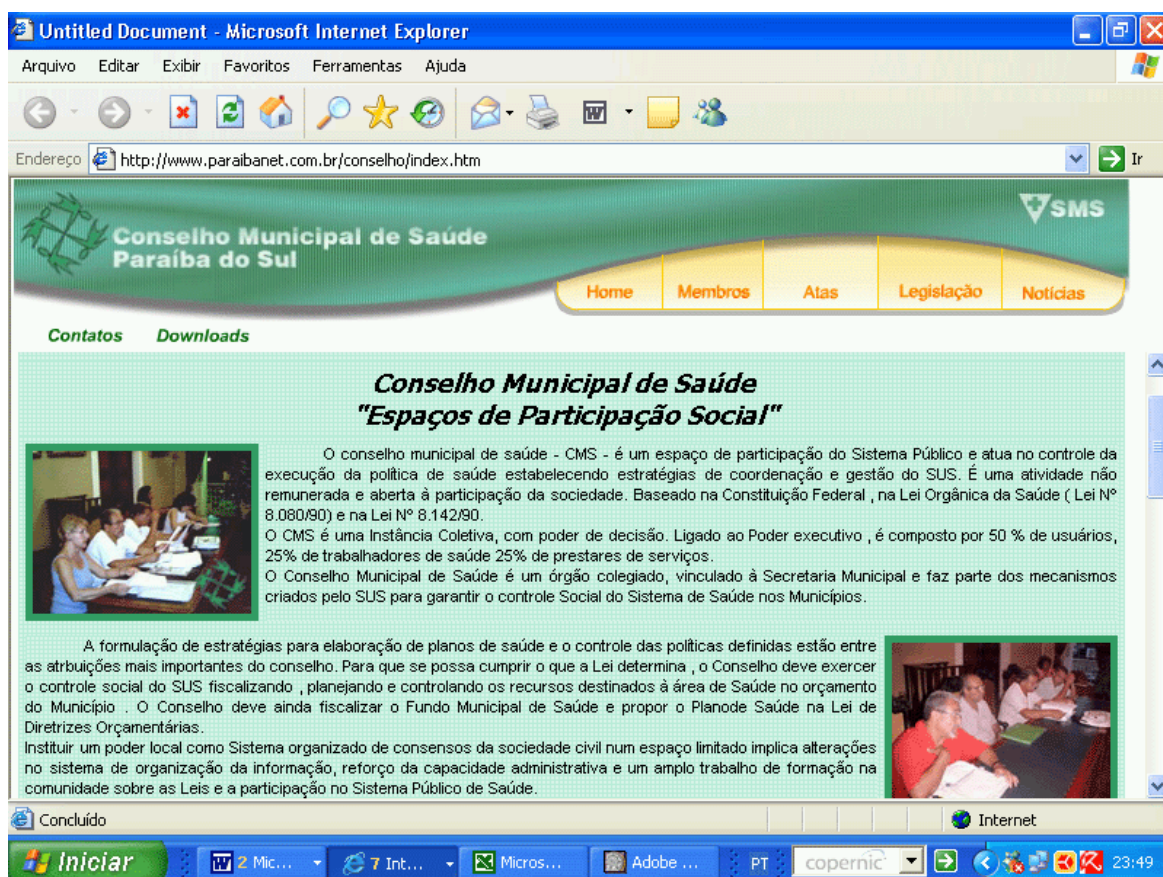 Untitled Document - Microsoft Internet Explorer
Arquivo Editar Exibir Favoritos Ferramentas Ajuda
Endereço http://www.paraibanet.com.br/conselho/index.htm Ir
SMS
Conselho Municipal de Saúde
Paraíba do Sul
Home Membros Atas Legislação Notícias
Contatos Downloads
Conselho Municipal de Saúde
"Espaços de Participação Social"
O conselho municipal de saúde - CMS - é um espaço de participação do Sistema Público e atua no controle da
execução da política de saúde estabelecendo estratégias de coordenação e gestão do SUS. É uma atividade não
remunerada e aberta à participação da sociedade. Baseado na Constituição Federal , na Lei Orgânica da Saúde ( Lei Nº
8.080/90) e na Lei Nº 8.142/90.
O CMS é uma Instância Coletiva, com poder de decisão. Ligado ao Poder executivo , é composto por 50 % de usuários,
25% de trabalhadores de saúde 25% de prestares de serviços.
O Conselho Municipal de Saúde é um órgão colegiado, vinculado à Secretaria Municipal e faz parte dos mecanismos
criados pelo SUS para garantir o controle Social do Sistema de Saúde nos Municípios.
A formulação de estratégias para elaboração de planos de saúde e o controle das políticas definidas estão entre
as atrbuições mais importantes do conselho. Para que se possa cumprir o que a Lei determina , o Conselho deve exercer
o controle social do SUS fiscalizando , planejando e controlando os recursos destinados à área de Saúde no orçamento
do Município . O Conselho deve ainda fiscalizar o Fundo Municipal de Saúde e propor o Planode Saúde na Lei de
Diretrizes Orçamentárias.
Instituir um poder local como Sistema organizado de consensos da sociedade civil num espaço limitado implica alterações
no sistema de organização da informação, reforço da capacidade administrativa e um amplo trabalho de formação na
comunidade sobre as Leis e a participação no Sistema Público de Saúde.
Concluído Internet
Iniciar 2 Mic... 7 Int... Micros... Adobe ... PT copernic 23:49